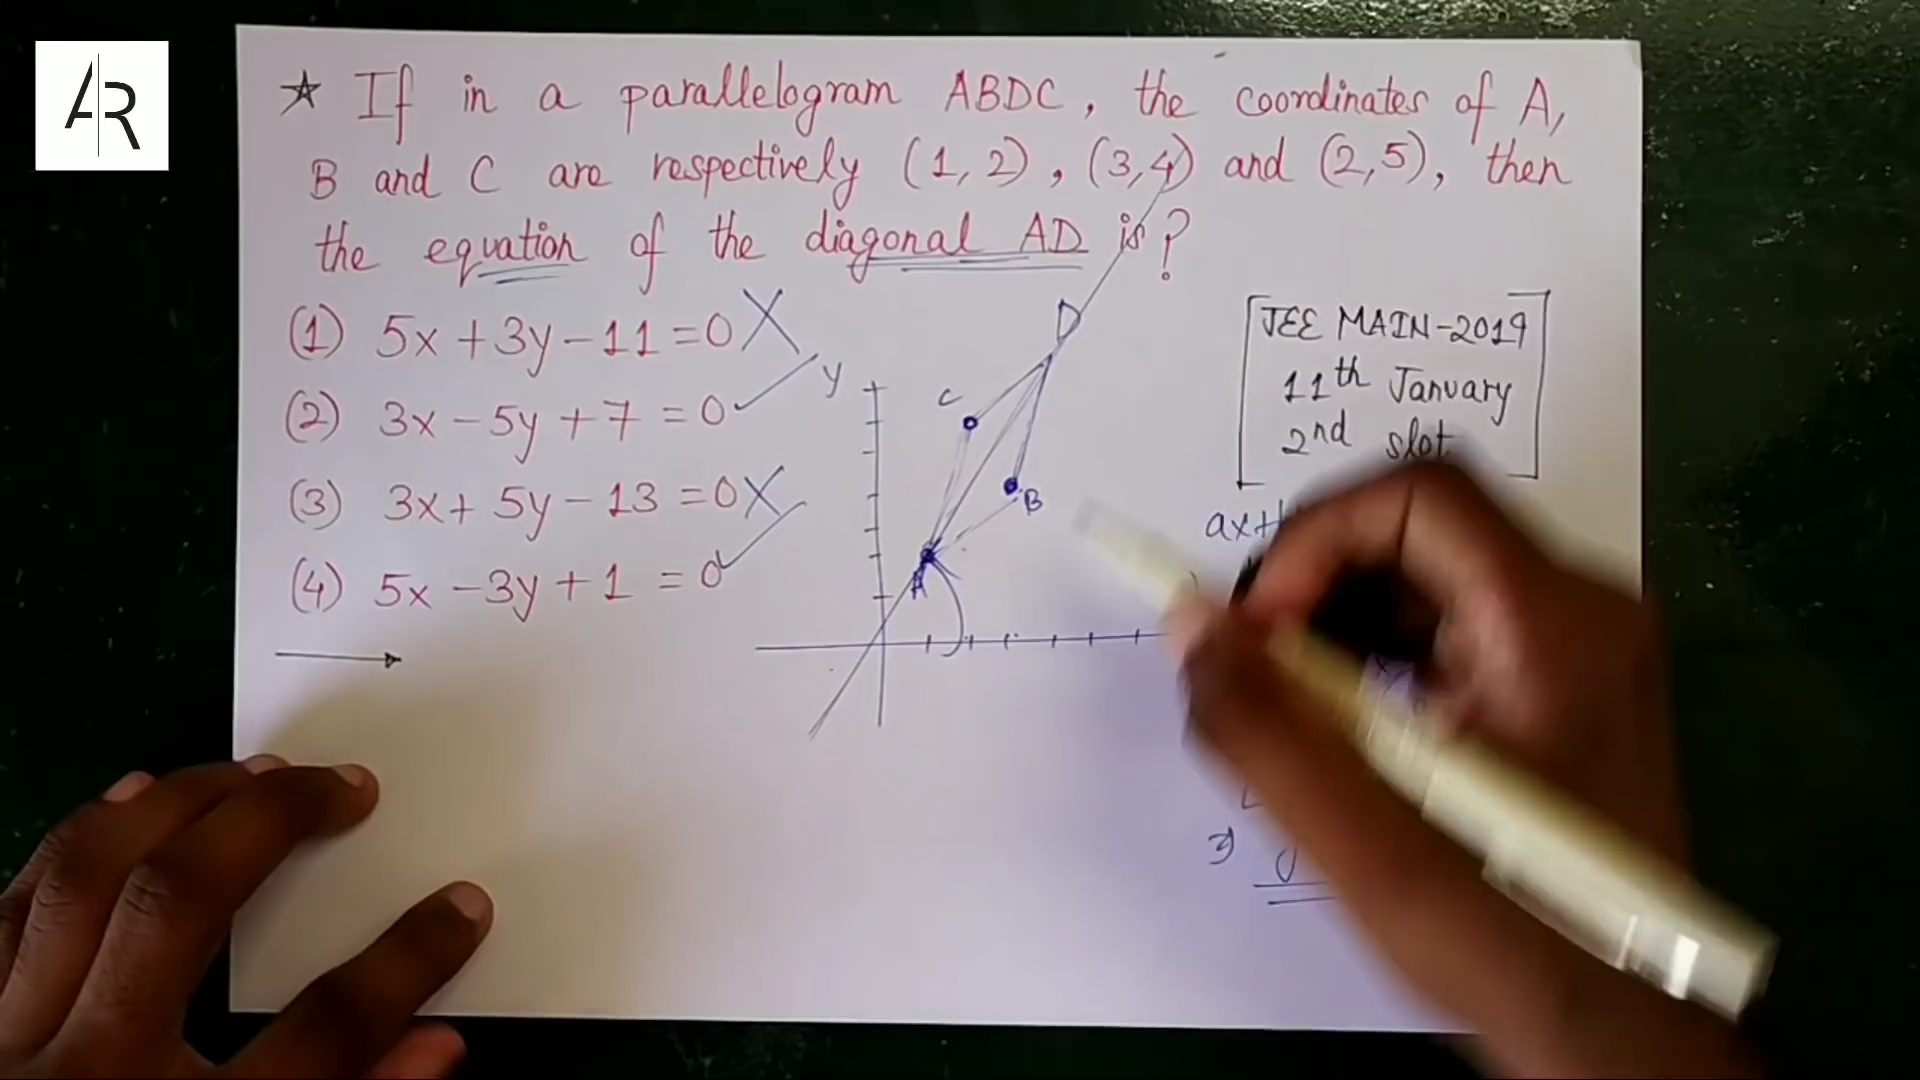 AR
☆ If in a parallelogram ABDC, the coordinates of A,
B and C are respectively (1,2), (3,4) and (2,5), then
the equation of the diagonal AD is?
(1) 5x+3y-11=0 X
(2) 3x-5y+7=0 ✓
(3) 3x+5y-13=0 X
(4) 5x-3y+1=0 ✓
y
D
C
B
A
JEE MAIN-2019
11th January
2nd slot
ax+